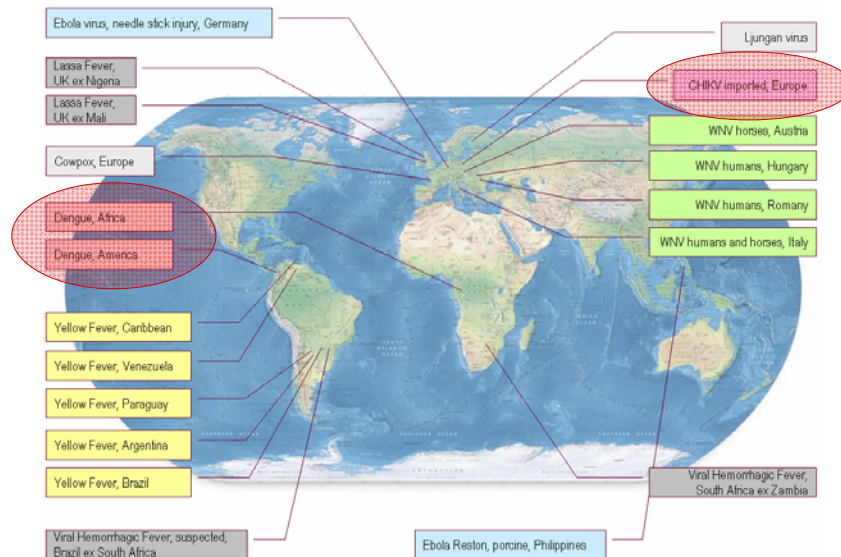 Ebola virus, needle stick injury, Germany
Ljungan virus
Lassa Fever,
UK ex Nigeria
CHIKV imported, Europe
Lassa Fever,
UK ex Mali
WNV horses, Austria
Cowpox, Europe
WNV humans, Hungary
WNV humans, Romany
Dengue, Africa
WNV humans and horses, Italy
Dengue, America
Yellow Fever, Caribbean
Yellow Fever, Venezuela
Yellow Fever, Paraguay
Yellow Fever, Argentina
Yellow Fever, Brazil
Viral Hemorrhagic Fever,
South Africa ex Zambia
Viral Hemorrhagic Fever, suspected,
Brazil ex South Africa
Ebola Reston, porcine, Philippines